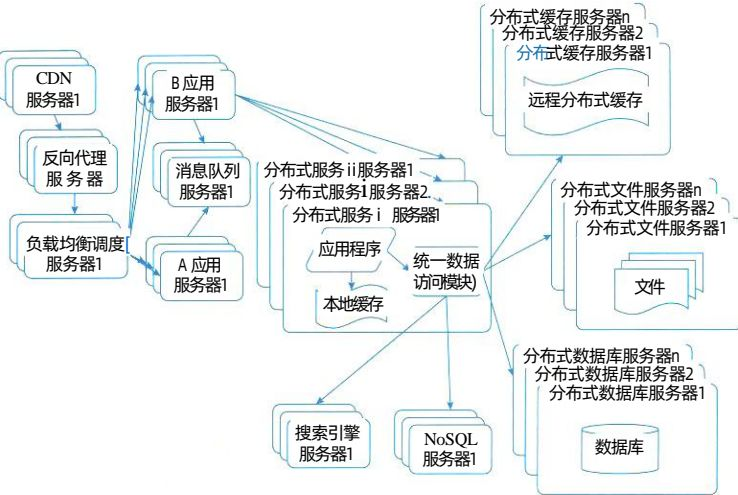 CDN
服务器1
反向代理
服务器
负载均衡调度
服务器1
B应用
服务器1
消息队列
服务器1
A应用
服务器1
分布式服务ii服务器1
分布式服务i服务器2
分布式服务i 服务器1
应用程序
本地缓存
统一数据
访问模块)
分布式缓存服务器n
分布式缓存服务器2
分布式缓存服务器1
远程分布式缓存
分布式文件服务器n
分布式文件服务器2
分布式文件服务器1
文件
分布式数据库服务器n
分布式数据库服务器2
分布式数据库服务器1
数据库
搜索引擎
服务器1
NoSQL
服务器1